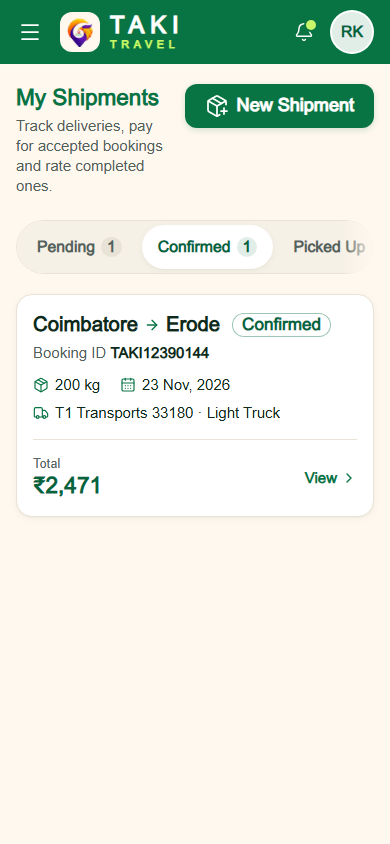 TAKI
TRAVEL
RK
My Shipments
Track deliveries, pay
for accepted bookings
and rate completed
ones.
New Shipment
Pending 1
Confirmed 1
Picked Up
Coimbatore → Erode Confirmed
Booking ID TAKI12390144
200 kg 23 Nov, 2026
T1 Transports 33180 · Light Truck
Total
₹2,471
View